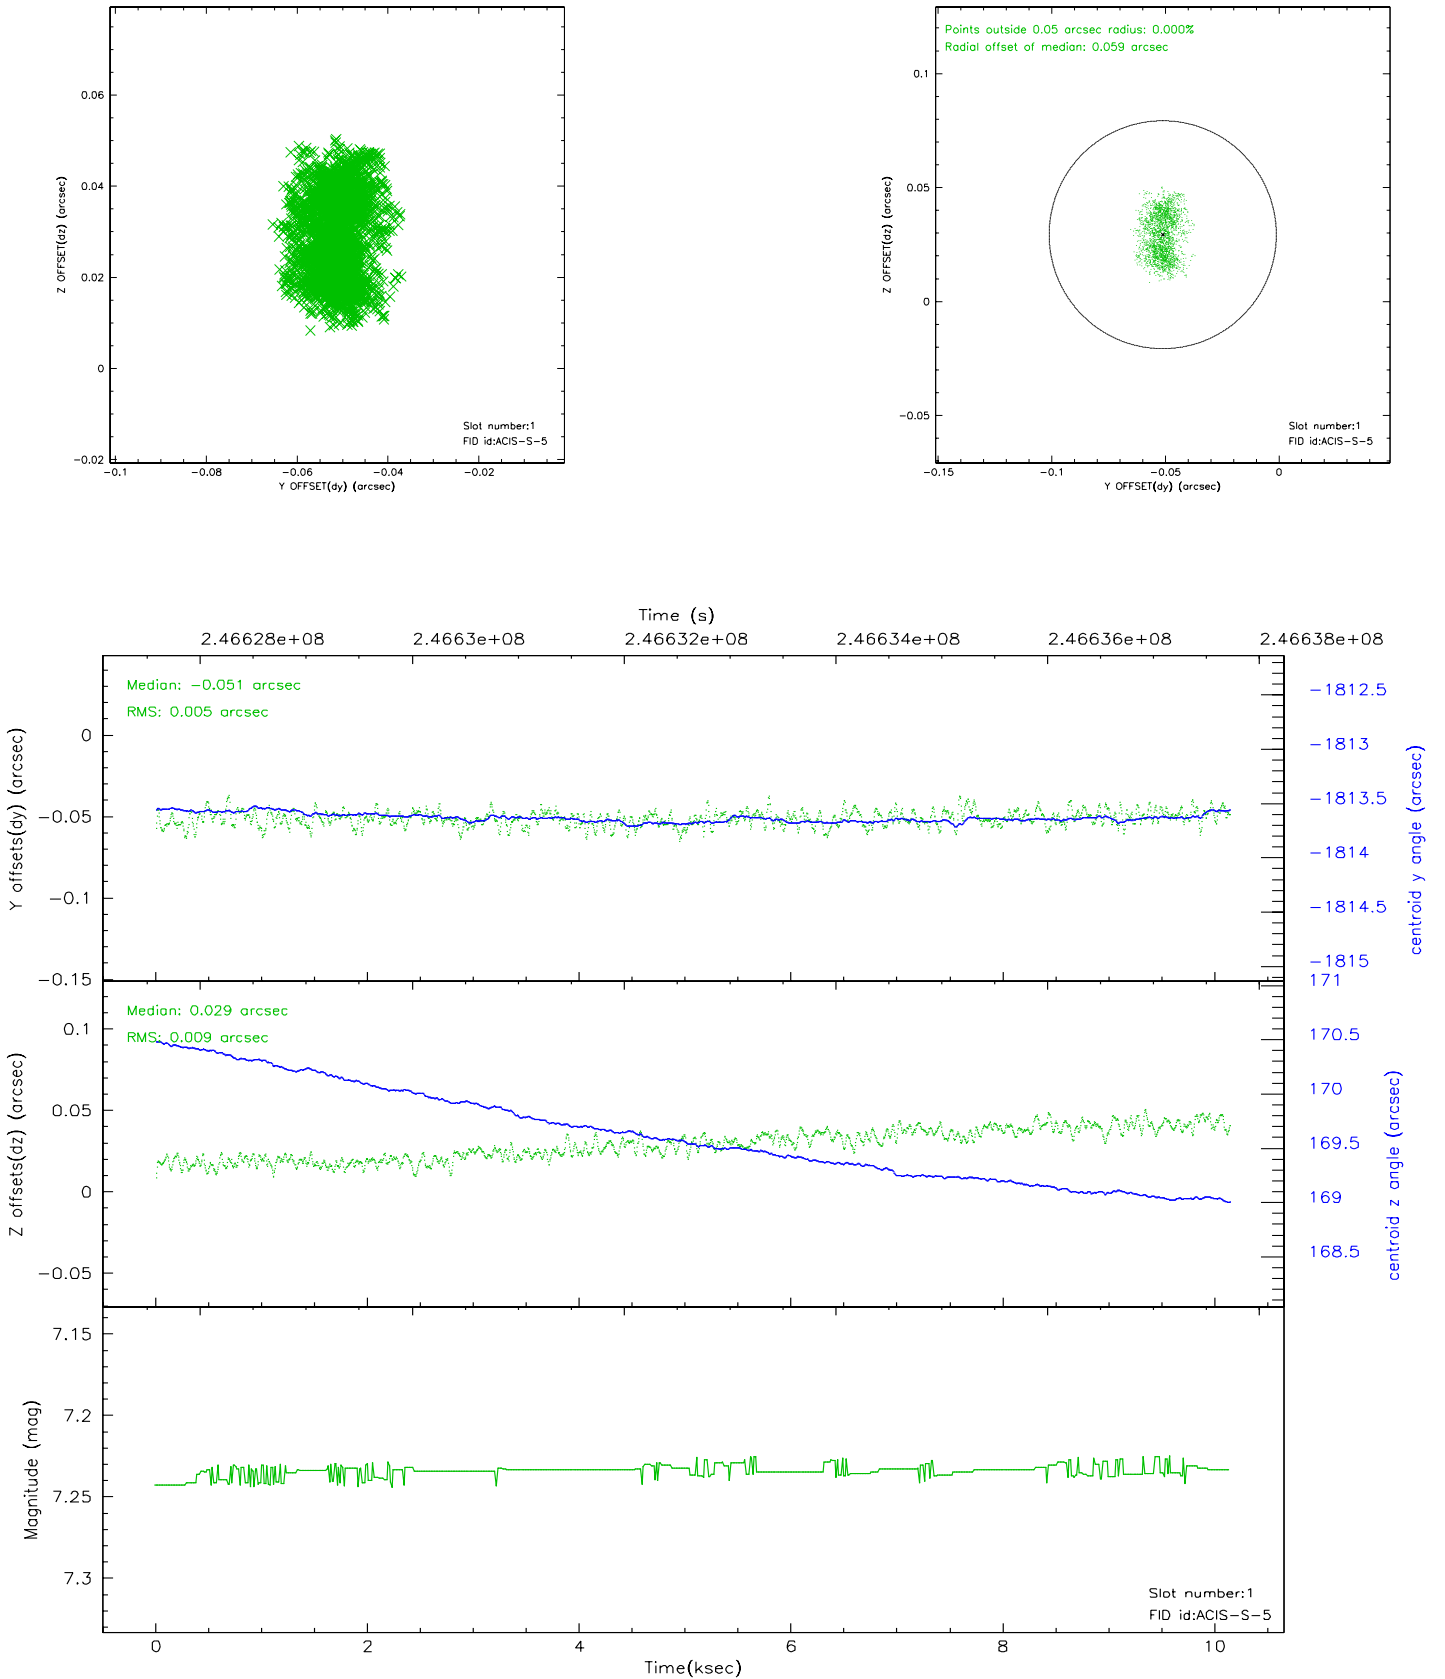 0.06
0.04
0.02
0
-0.02
-0.1
-0.08
-0.06
-0.04
-0.02
Z OFFSET(dz) (arcsec)
Y OFFSET(dy) (arcsec)
Slot number:1
FID id:ACIS-S-5
Points outside 0.05 arcsec radius: 0.000%
Radial offset of median: 0.059 arcsec
0.1
0.05
0
-0.05
-0.15
-0.1
-0.05
0
Z OFFSET(dz) (arcsec)
Y OFFSET(dy) (arcsec)
Slot number:1
FID id:ACIS-S-5
Time (s)
2.46628e+08
2.4663e+08
2.46632e+08
2.46634e+08
2.46636e+08
2.46638e+08
Median: -0.051 arcsec
RMS: 0.005 arcsec
0
-0.05
-0.1
-0.15
Y offsets(dy) (arcsec)
-1812.5
-1813
-1813.5
-1814
-1814.5
-1815
centroid y angle (arcsec)
Median: 0.029 arcsec
RMS: 0.009 arcsec
0.1
0.05
0
-0.05
Z offsets(dz) (arcsec)
171
170.5
170
169.5
169
168.5
centroid z angle (arcsec)
7.15
7.2
7.25
7.3
Magnitude (mag)
Slot number:1
FID id:ACIS-S-5
0
2
4
6
8
10
Time(ksec)